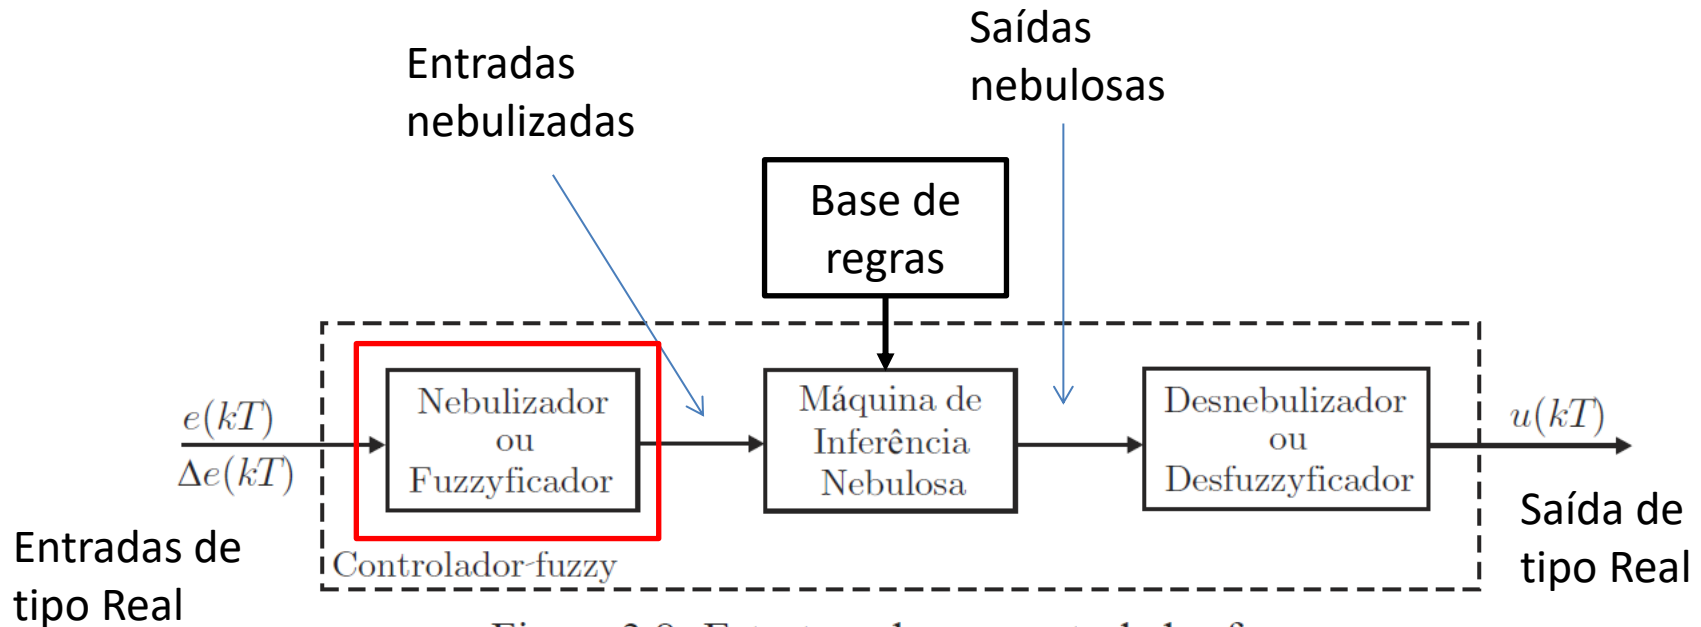 Entradas
nebulizadas
Saídas
nebulosas
Base de
regras
e(kT)
Δe(kT)
Nebulizador
ou
Fuzzyficador
Máquina de
Inferência
Nebulosa
Desnebulizador
ou
Desfuzzyficador
u(kT)
Entradas de
tipo Real
Controlador-fuzzy
Saída de
tipo Real